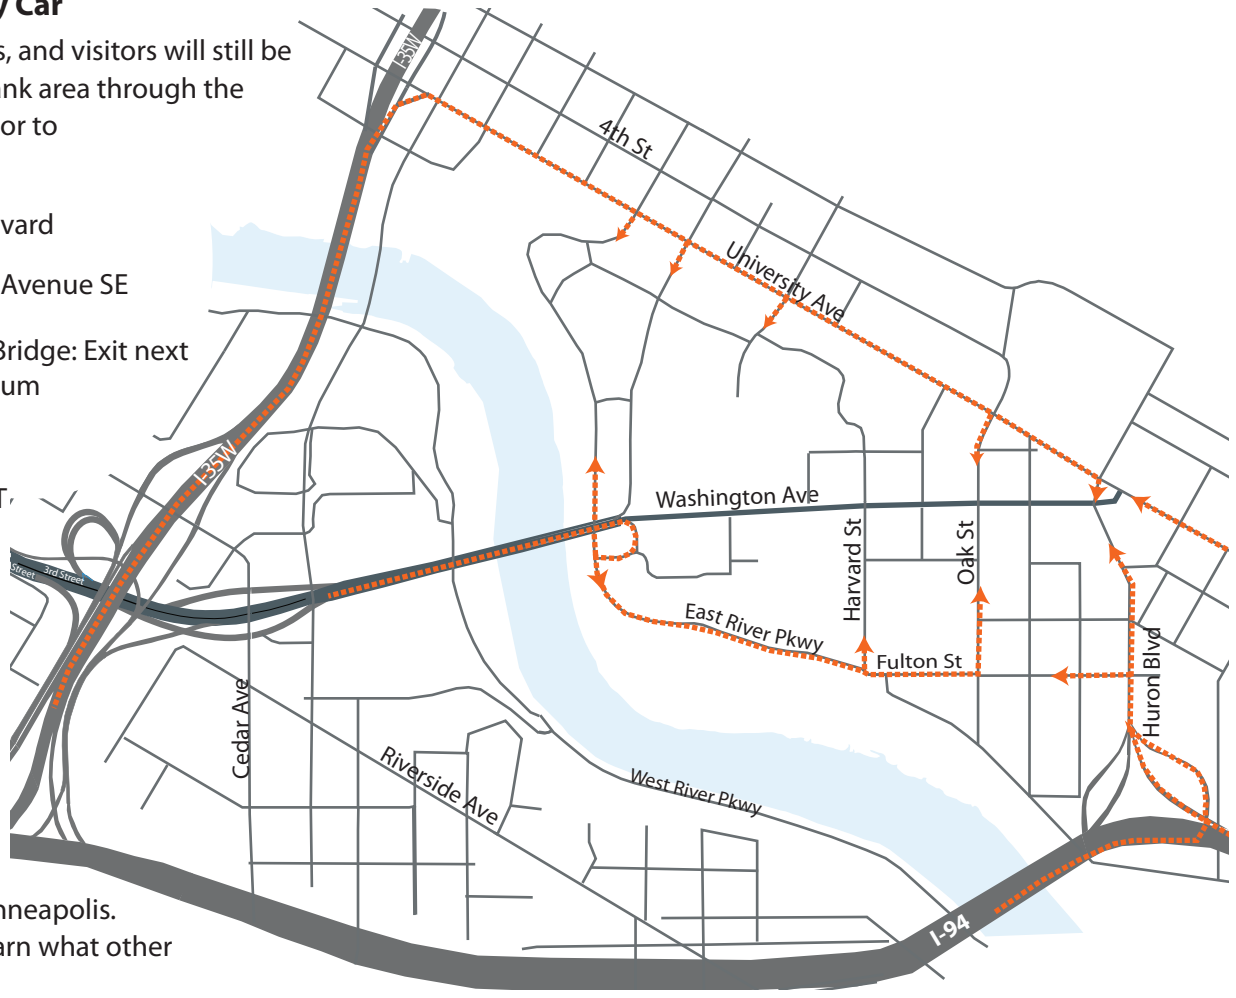 y Car
s, and visitors will still be
ank area through the
or to
vard
Avenue SE
Bridge: Exit next
um
T
nneapolis.
arn what other
I-35W
4th St
University Ave
I-35W
Washington Ave
Street
3rd Street
Harvard St
Oak St
East River Pkwy
Fulton St
Huron Blvd
Cedar Ave
Riverside Ave
West River Pkwy
I-94